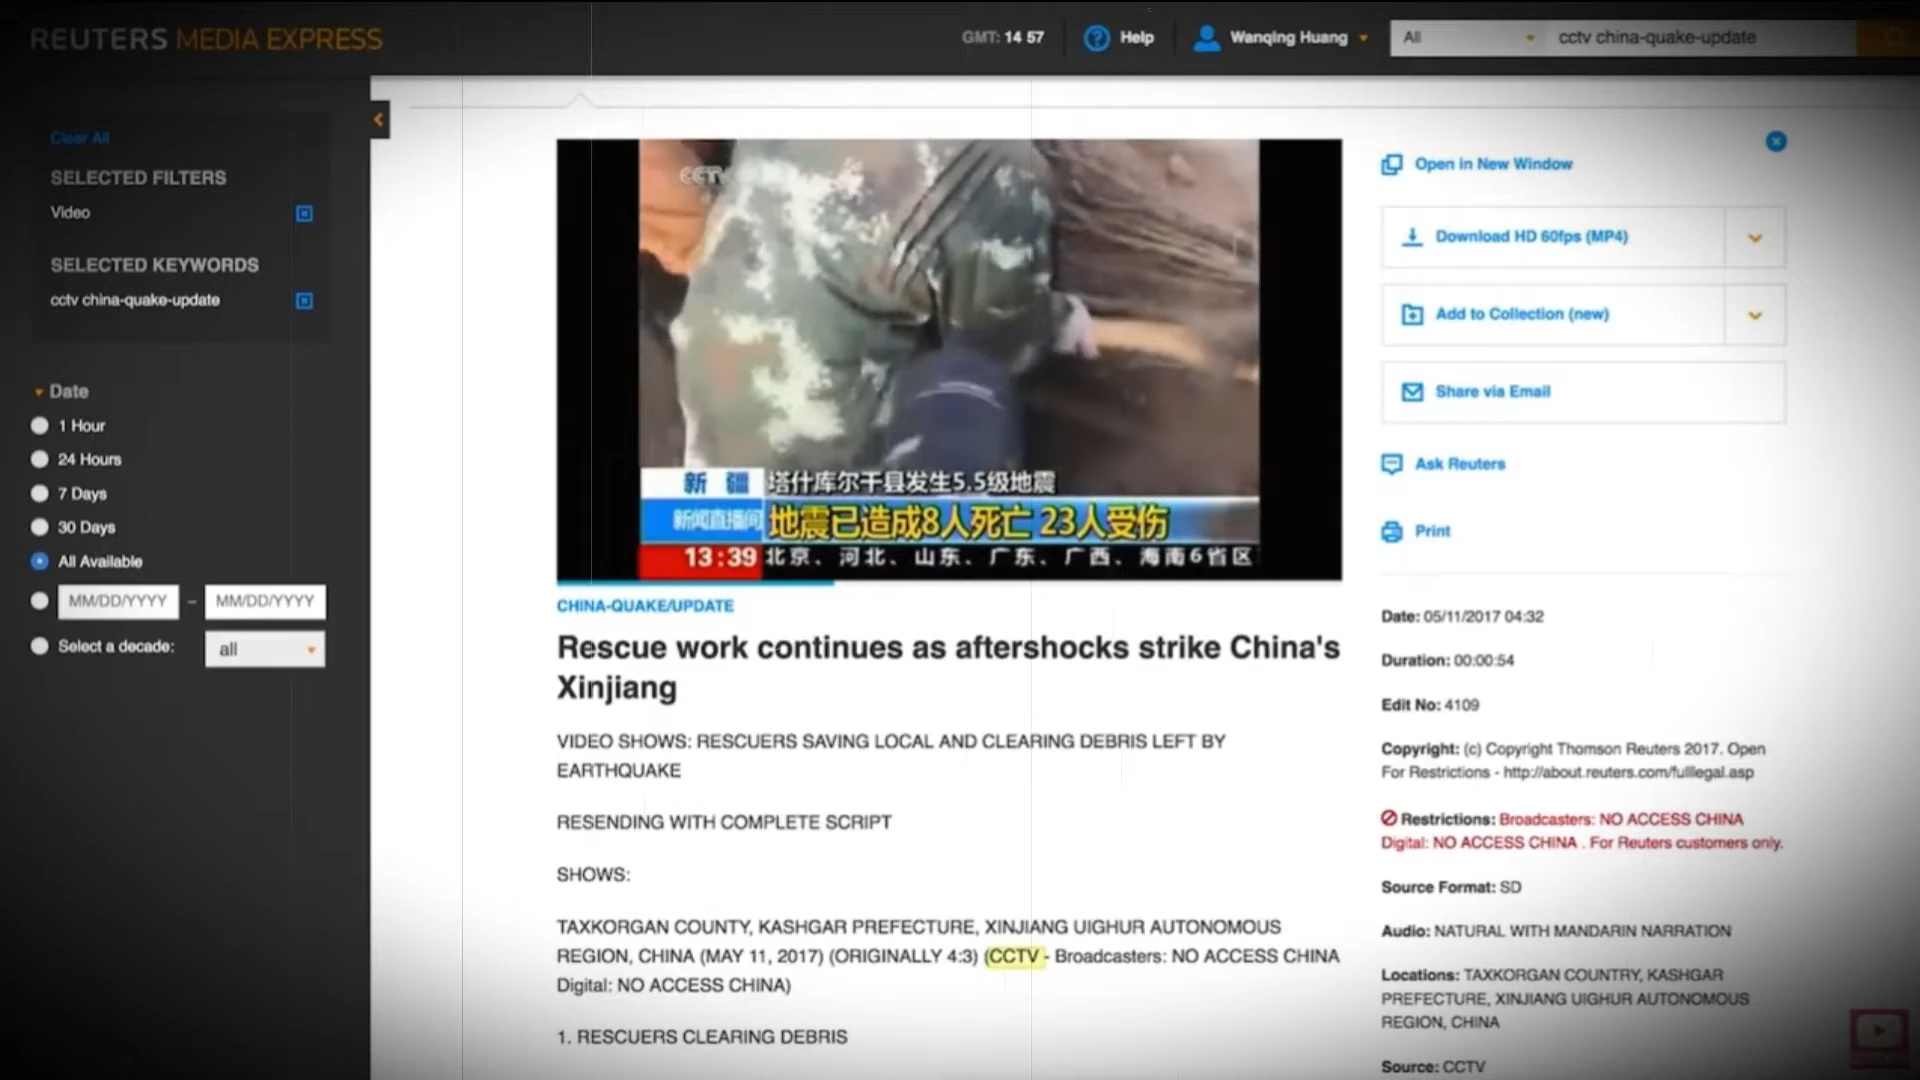 REUTERS MEDIA EXPRESS
GMT: 14 57
Help
Wanqing Huang
All
cctv china-quake-update
Clear All
SELECTED FILTERS
Video
SELECTED KEYWORDS
cctv china-quake-update
Date
1 Hour
24 Hours
7 Days
30 Days
All Available
MM/DD/YYYY - MM/DD/YYYY
Select a decade: all
CCTV
新 疆 塔什库尔干县发生5.5级地震
新闻直播间 地震已造成8人死亡 23人受伤
13:39 北京、河北、山东、广东、广西、海南6省区
CHINA-QUAKE/UPDATE
Rescue work continues as aftershocks strike China's
Xinjiang
VIDEO SHOWS: RESCUERS SAVING LOCAL AND CLEARING DEBRIS LEFT BY
EARTHQUAKE
RESENDING WITH COMPLETE SCRIPT
SHOWS:
TAXKORGAN COUNTY, KASHGAR PREFECTURE, XINJIANG UIGHUR AUTONOMOUS
REGION, CHINA (MAY 11, 2017) (ORIGINALLY 4:3) (CCTV - Broadcasters: NO ACCESS CHINA
Digital: NO ACCESS CHINA)
1. RESCUERS CLEARING DEBRIS
Open in New Window
Download HD 60fps (MP4)
Add to Collection (new)
Share via Email
Ask Reuters
Print
Date: 05/11/2017 04:32
Duration: 00:00:54
Edit No: 4109
Copyright: (c) Copyright Thomson Reuters 2017. Open
For Restrictions - http://about.reuters.com/fulllegal.asp
Restrictions: Broadcasters: NO ACCESS CHINA
Digital: NO ACCESS CHINA . For Reuters customers only.
Source Format: SD
Audio: NATURAL WITH MANDARIN NARRATION
Locations: TAXKORGAN COUNTRY, KASHGAR
PREFECTURE, XINJIANG UIGHUR AUTONOMOUS
REGION, CHINA
Source: CCTV